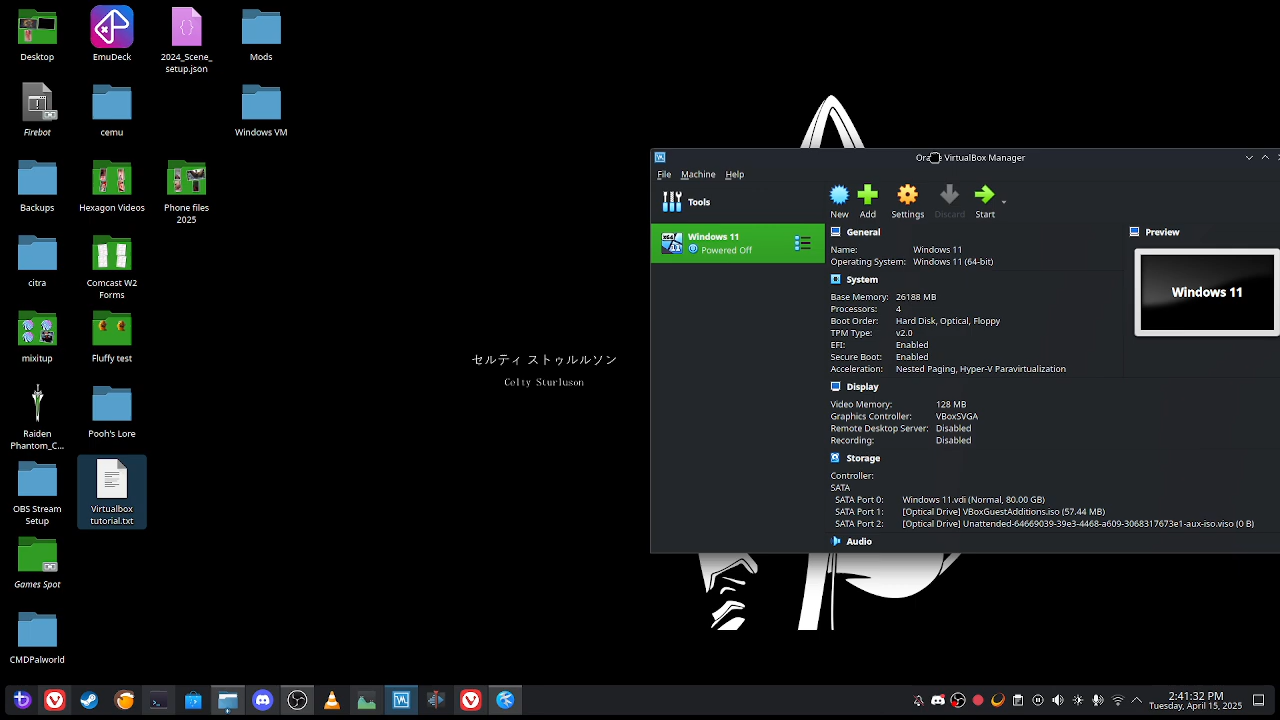 Desktop
EmuDeck
2024_Scene_
setup.json
Mods
Firebot
cemu
Windows VM
Backups
Hexagon Videos
Phone files
2025
citra
Comcast W2
Forms
mixitup
Fluffy test
Raiden
Phantom_C...
Pooh's Lore
OBS Stream
Setup
Virtualbox
tutorial.txt
Games Spot
CMDPalworld
セルティ ストゥルルソン
Celty Sturluson
VirtualBox Manager
File Machine Help
Tools
New Add Settings Discard Start
Windows 11
Powered Off
General
Name: Windows 11
Operating System: Windows 11 (64-bit)
System
Base Memory: 26188 MB
Processors: 4
Boot Order: Hard Disk, Optical, Floppy
TPM Type: v2.0
EFI: Enabled
Secure Boot: Enabled
Acceleration: Nested Paging, Hyper-V Paravirtualization
Display
Video Memory: 128 MB
Graphics Controller: VBoxSVGA
Remote Desktop Server: Disabled
Recording: Disabled
Storage
Controller:
SATA
SATA Port 0: Windows 11.vdi (Normal, 80.00 GB)
SATA Port 1: [Optical Drive] VBoxGuestAdditions.iso (57.44 MB)
SATA Port 2: [Optical Drive] Unattended-64669039-39e3-4468-a609-3068317673e1-aux-iso.viso (0 B)
Audio
Preview
Windows 11
2:41:32 PM
Tuesday, April 15, 2025